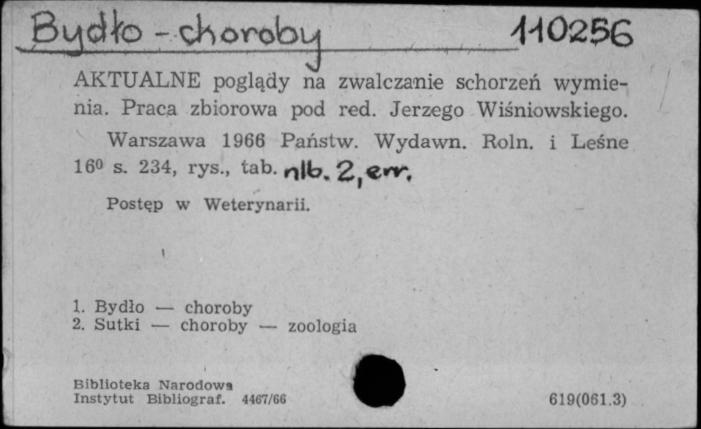 Bydło - choroby 110256
AKTUALNE poglądy na zwalczanie schorzeń wymie-
nia. Praca zbiorowa pod red. Jerzego Wiśniowskiego.
Warszawa 1966 Państw. Wydawn. Roln. i Leśne
16⁰ s. 234, rys., tab. nlb. 2, err.
Postęp w Weterynarii.
1. Bydło — choroby
2. Sutki — choroby — zoologia
Biblioteka Narodowa
Instytut Bibliograf. 4467/66 619(061.3)